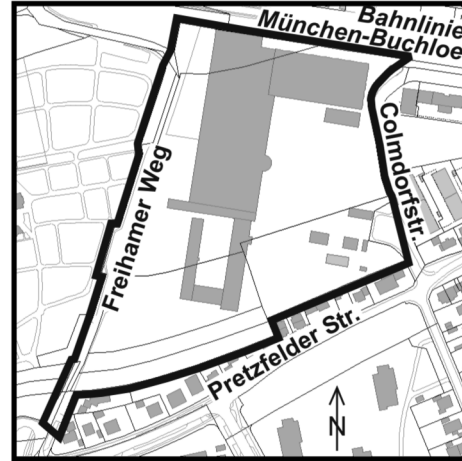 Bahnlinie
München-Buchloe
Colmdorfstr.
Freihamer Weg
Pretzfelder Str.
N